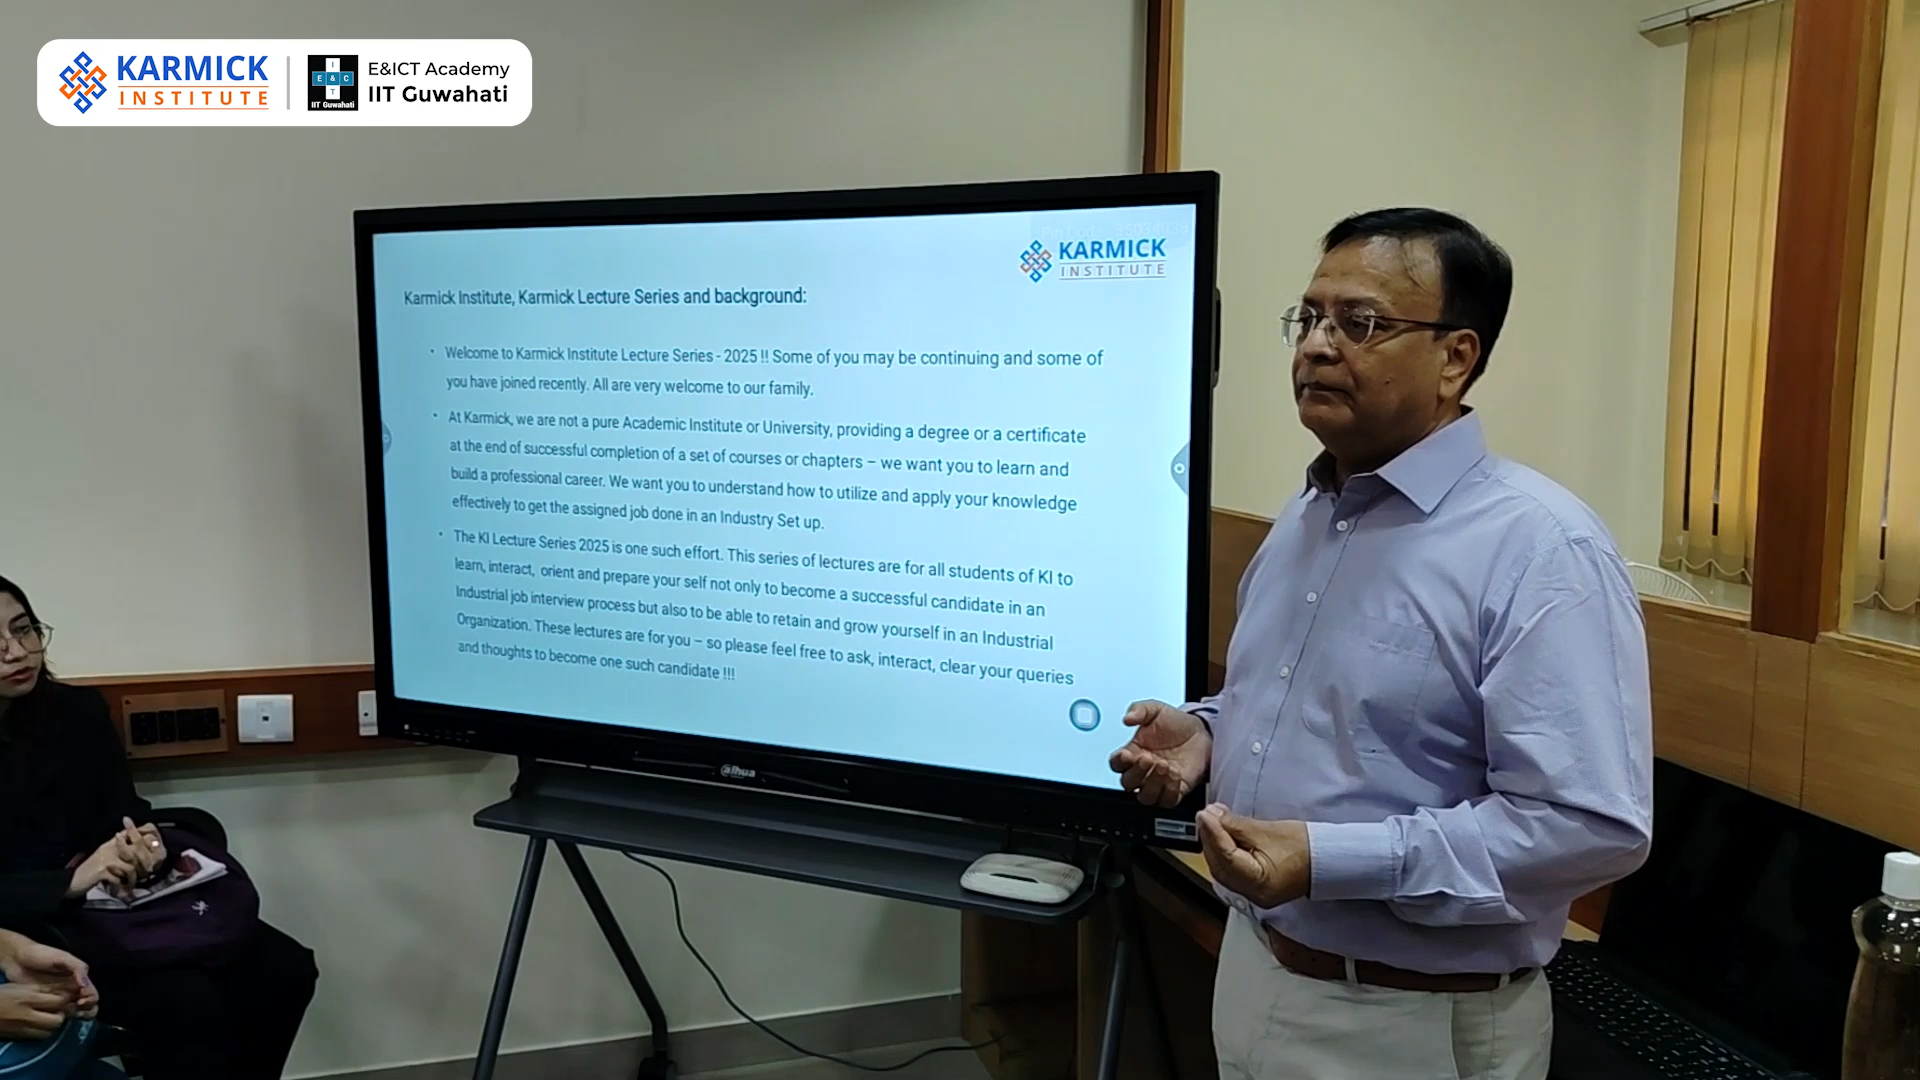 KARMICK
INSTITUTE
I
E & C
T
IIT Guwahati
E&ICT Academy
IIT Guwahati
KARMICK
INSTITUTE
Karmick Institute, Karmick Lecture Series and background:
• Welcome to Karmick Institute Lecture Series - 2025 !! Some of you may be continuing and some of
you have joined recently. All are very welcome to our family.
• At Karmick, we are not a pure Academic Institute or University, providing a degree or a certificate
at the end of successful completion of a set of courses or chapters – we want you to learn and
build a professional career. We want you to understand how to utilize and apply your knowledge
effectively to get the assigned job done in an Industry Set up.
• The KI Lecture Series 2025 is one such effort. This series of lectures are for all students of KI to
learn, interact, orient and prepare your self not only to become a successful candidate in an
Industrial job interview process but also to be able to retain and grow yourself in an Industrial
Organization. These lectures are for you – so please feel free to ask, interact, clear your queries
and thoughts to become one such candidate !!!
alhua